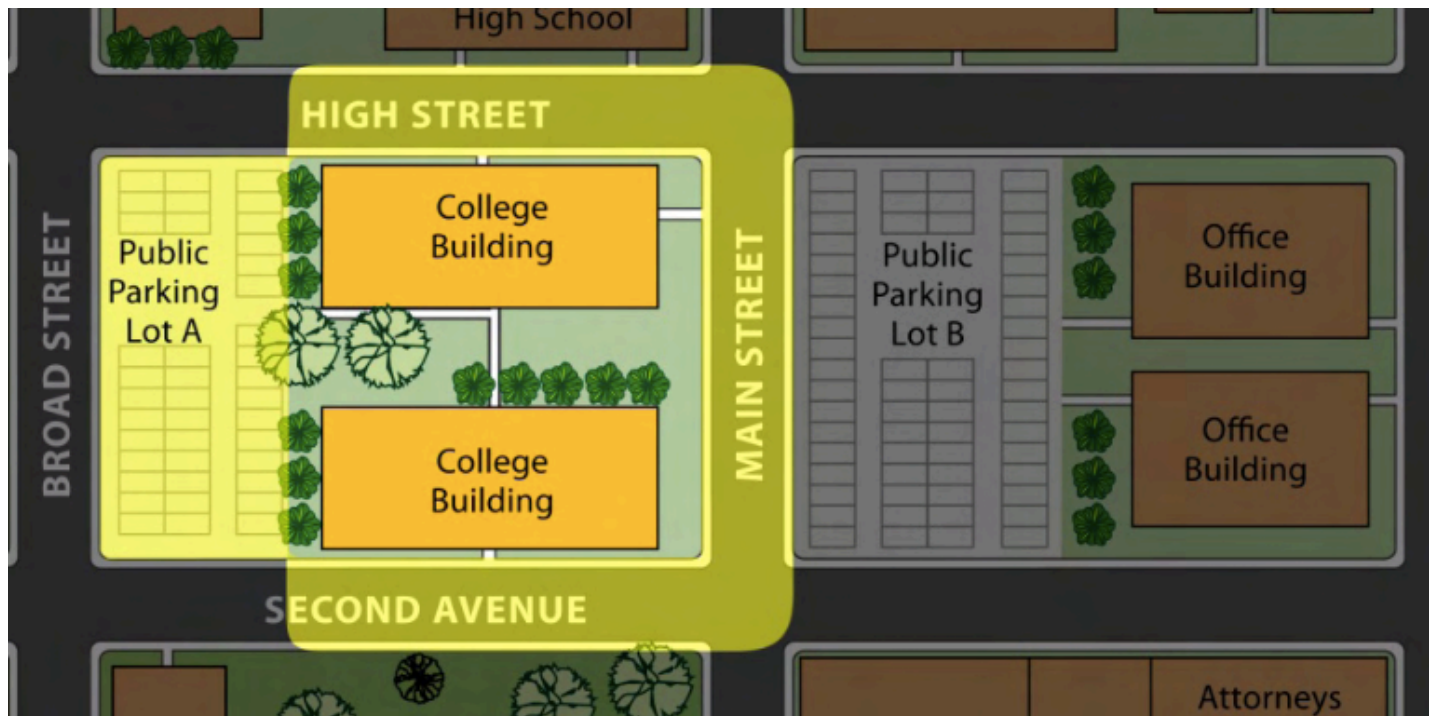 High School
HIGH STREET
College
Building
Public
Parking
Lot A
BROAD STREET
MAIN STREET
Public
Parking
Lot B
Office
Building
College
Building
Office
Building
SECOND AVENUE
Attorneys